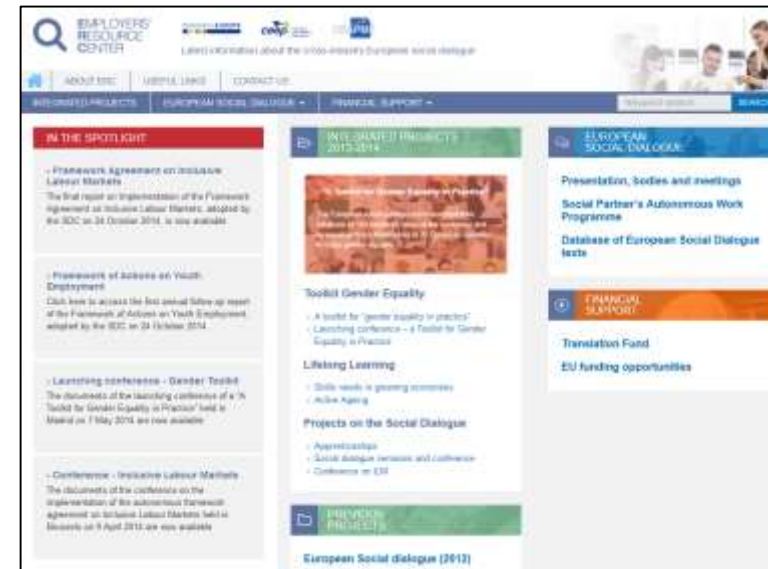 EMPLOYERS'
RESOURCE
CENTER
Latest information about the cross-industry European social dialogue
ABOUT ERC
USEFUL LINKS
CONTACT US
INTEGRATED PROJECTS
EUROPEAN SOCIAL DIALOGUE
FINANCIAL SUPPORT
SEARCH
IN THE SPOTLIGHT
- Framework Agreement on Inclusive
Labour Markets
The final report on Implementation of the Framework
Agreement on Inclusive Labour Markets, adopted by
the SDC on 24 October 2014, is now available
- Framework of Actions on Youth
Employment
Click here to access the first annual follow up report
of the Framework of Actions on Youth Employment,
adopted by the SDC on 24 October 2014
- Launching conference - Gender Toolkit
The documents of the launching conference of a "A
Toolkit for Gender Equality in Practice" held in
Madrid on 7 May 2014 are now available
- Conference - Inclusive Labour Markets
The documents of the conference on the
implementation of the autonomous framework
agreement on Inclusive Labour Markets held in
Brussels on 9 April 2014 are now available
INTEGRATED PROJECTS
2013-2014
"A Toolkit for Gender Equality in Practice"
Toolkit Gender Equality
- A toolkit for "gender equality in practice"
- Launching conference - a Toolkit for Gender
Equality in Practice
Lifelong Learning
- Skills needs in greening economies
- Active Ageing
Projects on the Social Dialogue
- Apprenticeships
- Social dialogue seminars and conference
- Conference on
PREVIOUS
PROJECTS
European Social dialogue (2012)
EUROPEAN
SOCIAL DIALOGUE
Presentation, bodies and meetings
Social Partner's Autonomous Work
Programme
Database of European Social Dialogue
texts
FINANCIAL
SUPPORT
Translation Fund
EU funding opportunities